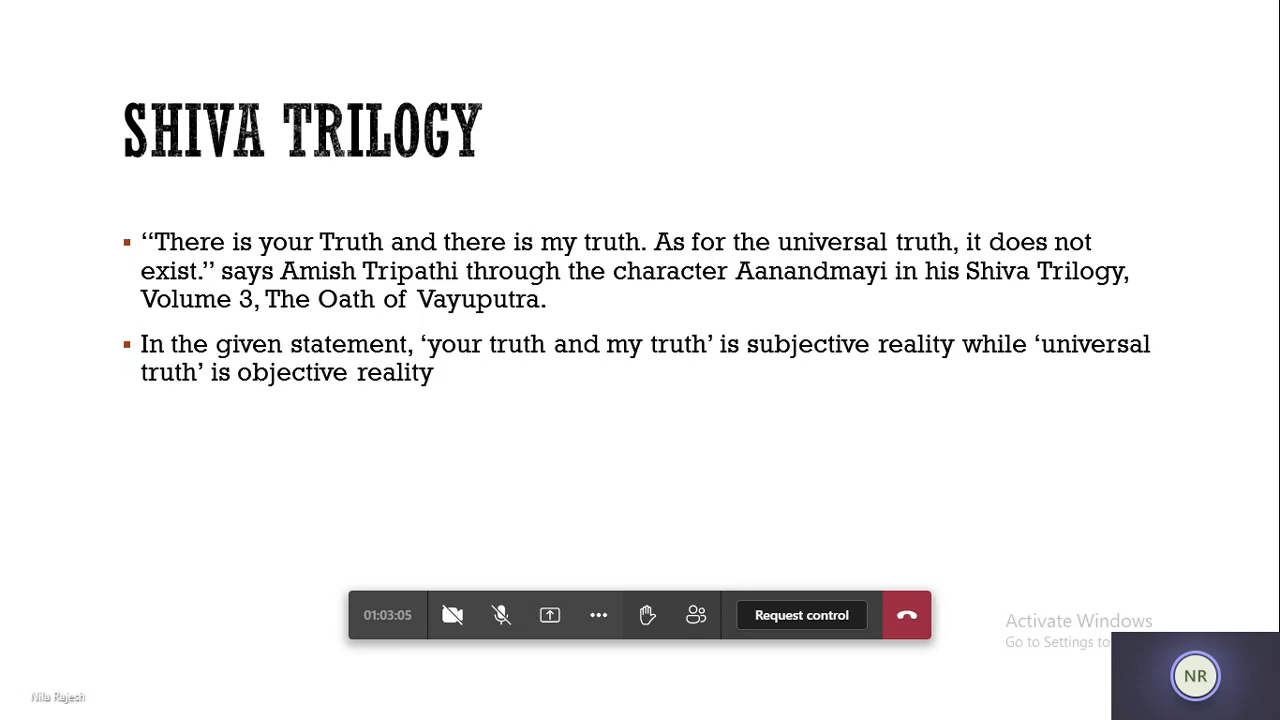 SHIVA TRILOGY
▪ “There is your Truth and there is my truth. As for the universal truth, it does not
exist.” says Amish Tripathi through the character Aanandmayi in his Shiva Trilogy,
Volume 3, The Oath of Vayuputra.
▪ In the given statement, ‘your truth and my truth’ is subjective reality while ‘universal
truth’ is objective reality
01:03:05
Request control
Activate Windows
Go to Settings to
NR
Nila Rajesh